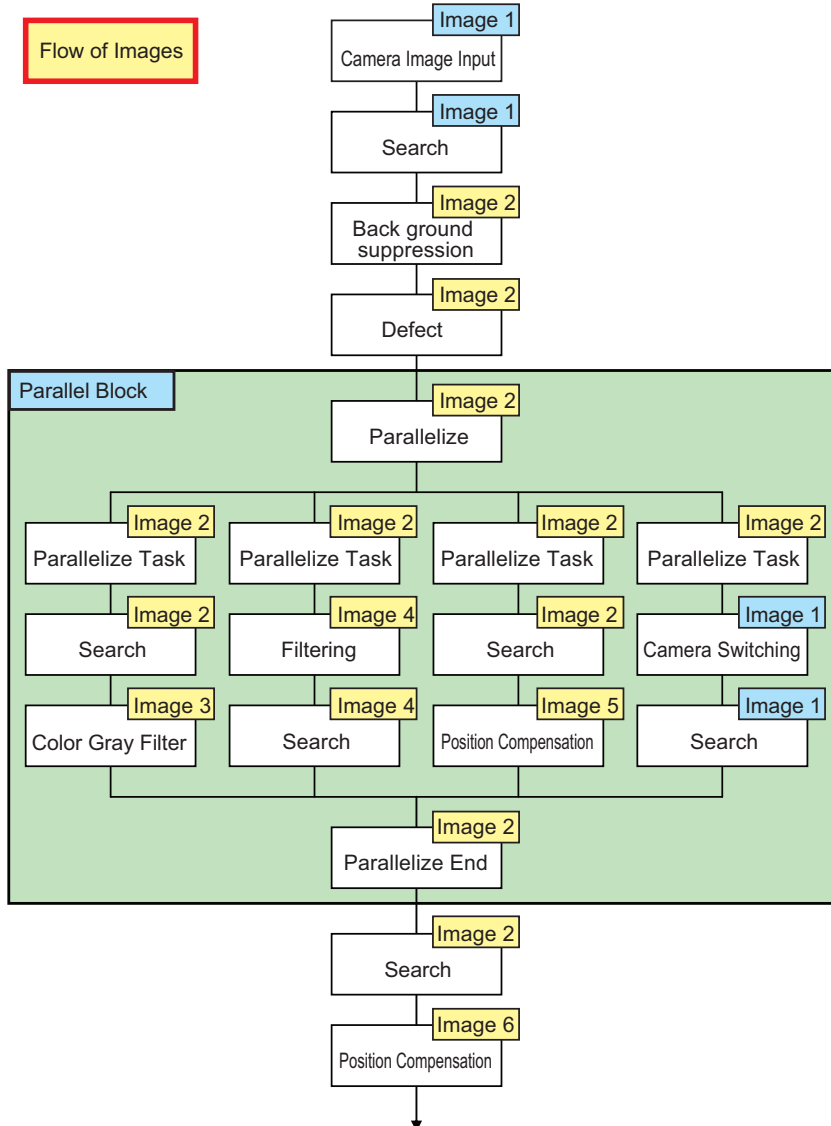 Flow of Images
Image 1
Camera Image Input
Image 1
Search
Image 2
Back ground
suppression
Image 2
Defect
Parallel Block
Image 2
Parallelize
Image 2
Parallelize Task
Image 2
Parallelize Task
Image 2
Parallelize Task
Image 2
Parallelize Task
Image 2
Search
Image 4
Filtering
Image 2
Search
Image 1
Camera Switching
Image 3
Color Gray Filter
Image 4
Search
Image 5
Position Compensation
Image 1
Search
Image 2
Parallelize End
Image 2
Search
Image 6
Position Compensation